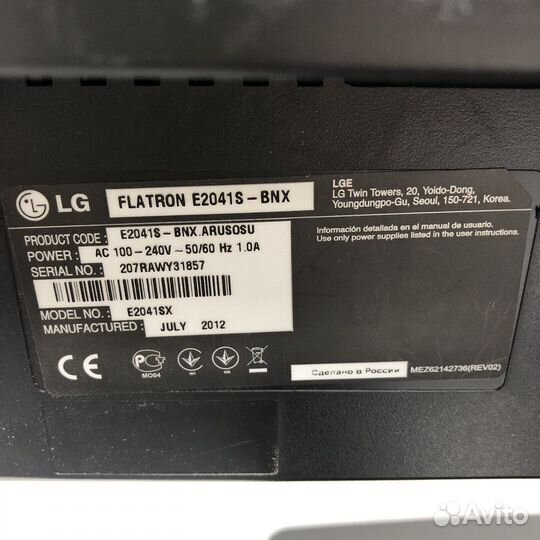 LG
FLATRON E2041S-BNX
LGE
LG Twin Towers, 20, Yoido-Dong,
Youngdungpo-Gu, Seoul, 150-721, Korea.
PRODUCT CODE : E2041S-BNX.ARUSOSU
POWER : AC 100-240V ~ 50/60 Hz 1.0A
SERIAL NO. : 207RAWY31857
Información detallada en el manual de usuario.
Use only power supplies listed in the user instructions.
MODEL NO. : E2041SX
MANUFACTURED : JULY 2012
CE
РСТ
МО04
Сделано в России
MEZ62142736(REV02)
Avito